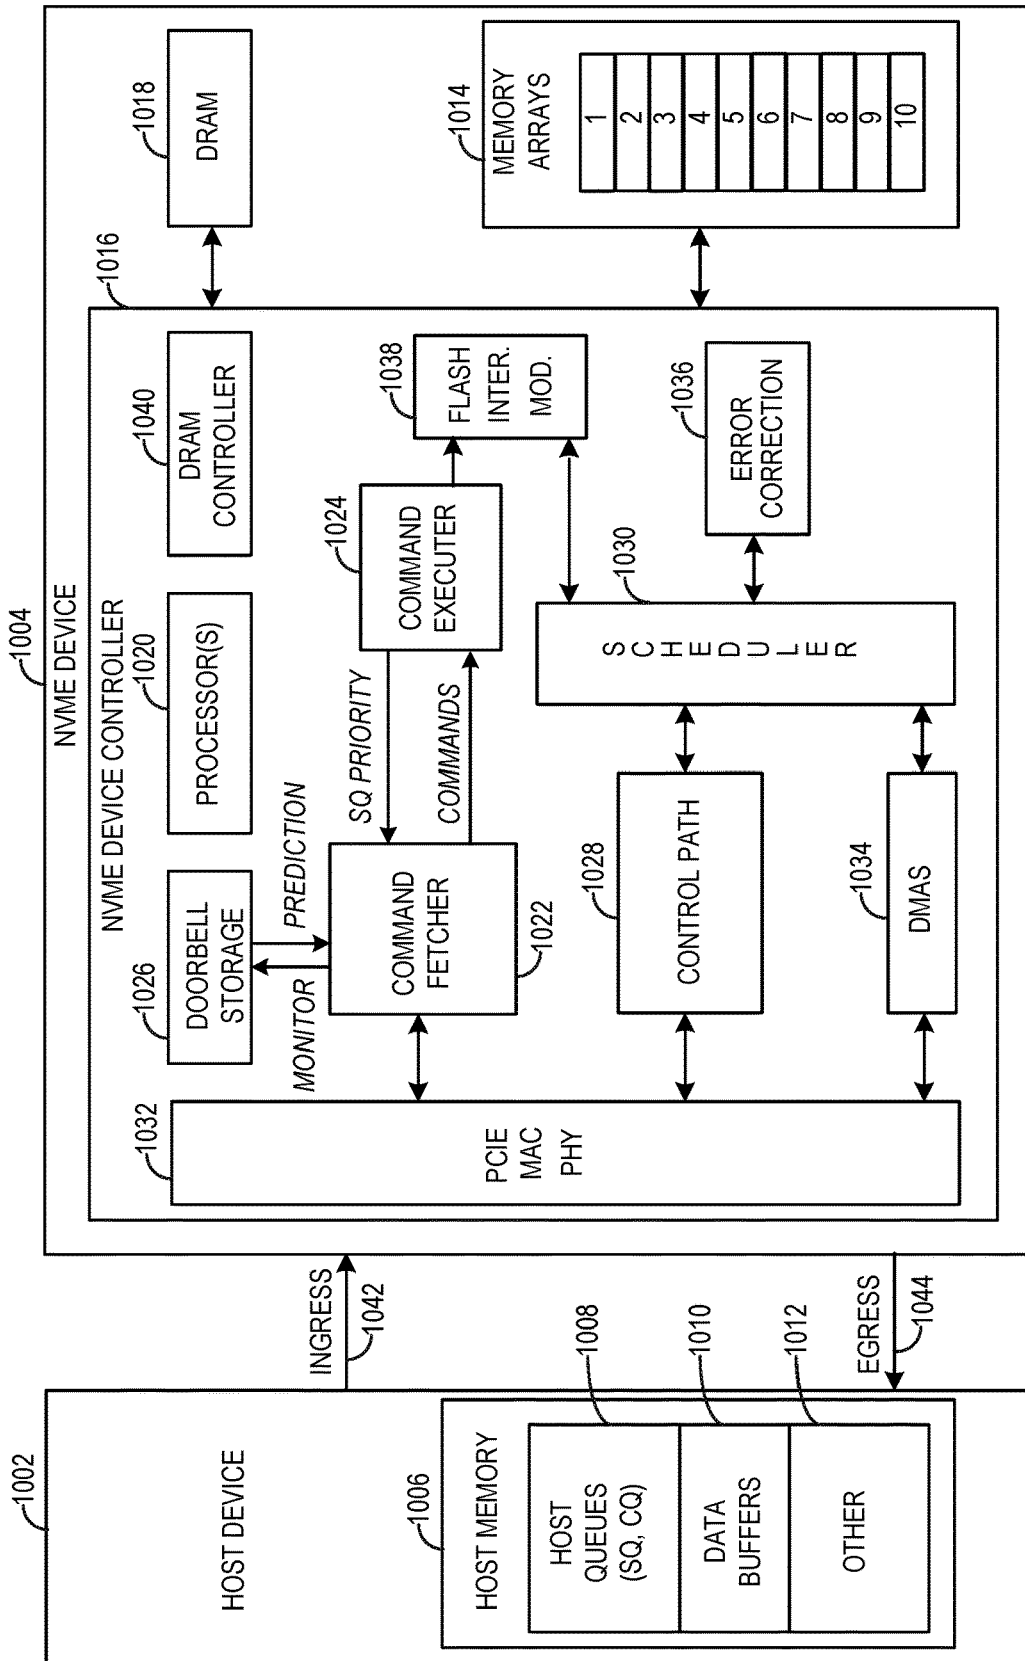 1002
HOST DEVICE
1006
HOST MEMORY
HOST
QUEUES
(SQ, CQ)
1008
DATA
BUFFERS
1010
OTHER
1012
INGRESS
1042
EGRESS
1044
1004
NVME DEVICE
NVME DEVICE CONTROLLER
1016
1032
PCIE
MAC
PHY
1026
DOORBELL
STORAGE
1020
PROCESSOR(S)
1040
DRAM
CONTROLLER
1018
DRAM
MONITOR
PREDICTION
COMMAND
FETCHER
1022
SQ PRIORITY
COMMANDS
1024
COMMAND
EXECUTER
1038
FLASH
INTER.
MOD.
1028
CONTROL PATH
1034
DMAS
1030
SCHEDULER
1036
ERROR
CORRECTION
1014
MEMORY
ARRAYS
1
2
3
4
5
6
7
8
9
10